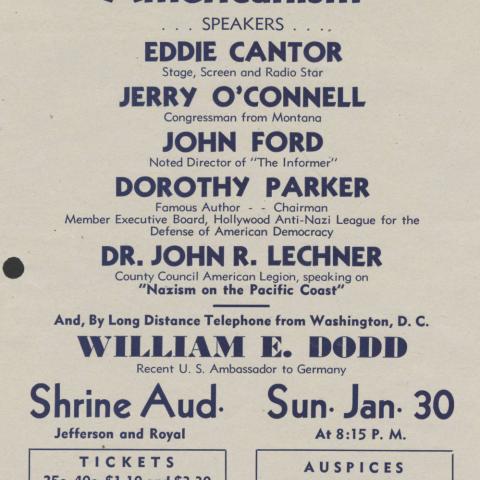 Americanism
. . . SPEAKERS . . . .
EDDIE CANTOR
Stage, Screen and Radio Star
JERRY O'CONNELL
Congressman from Montana
JOHN FORD
Noted Director of "The Informer"
DOROTHY PARKER
Famous Author - - Chairman
Member Executive Board, Hollywood Anti-Nazi League for the
Defense of American Democracy
DR. JOHN R. LECHNER
County Council American Legion, speaking on
"Nazism on the Pacific Coast"
And, By Long Distance Telephone from Washington, D. C.
WILLIAM E. DODD
Recent U. S. Ambassador to Germany
Shrine Aud. Sun. Jan. 30
Jefferson and Royal At 8:15 P. M.
TICKETS
AUSPICES